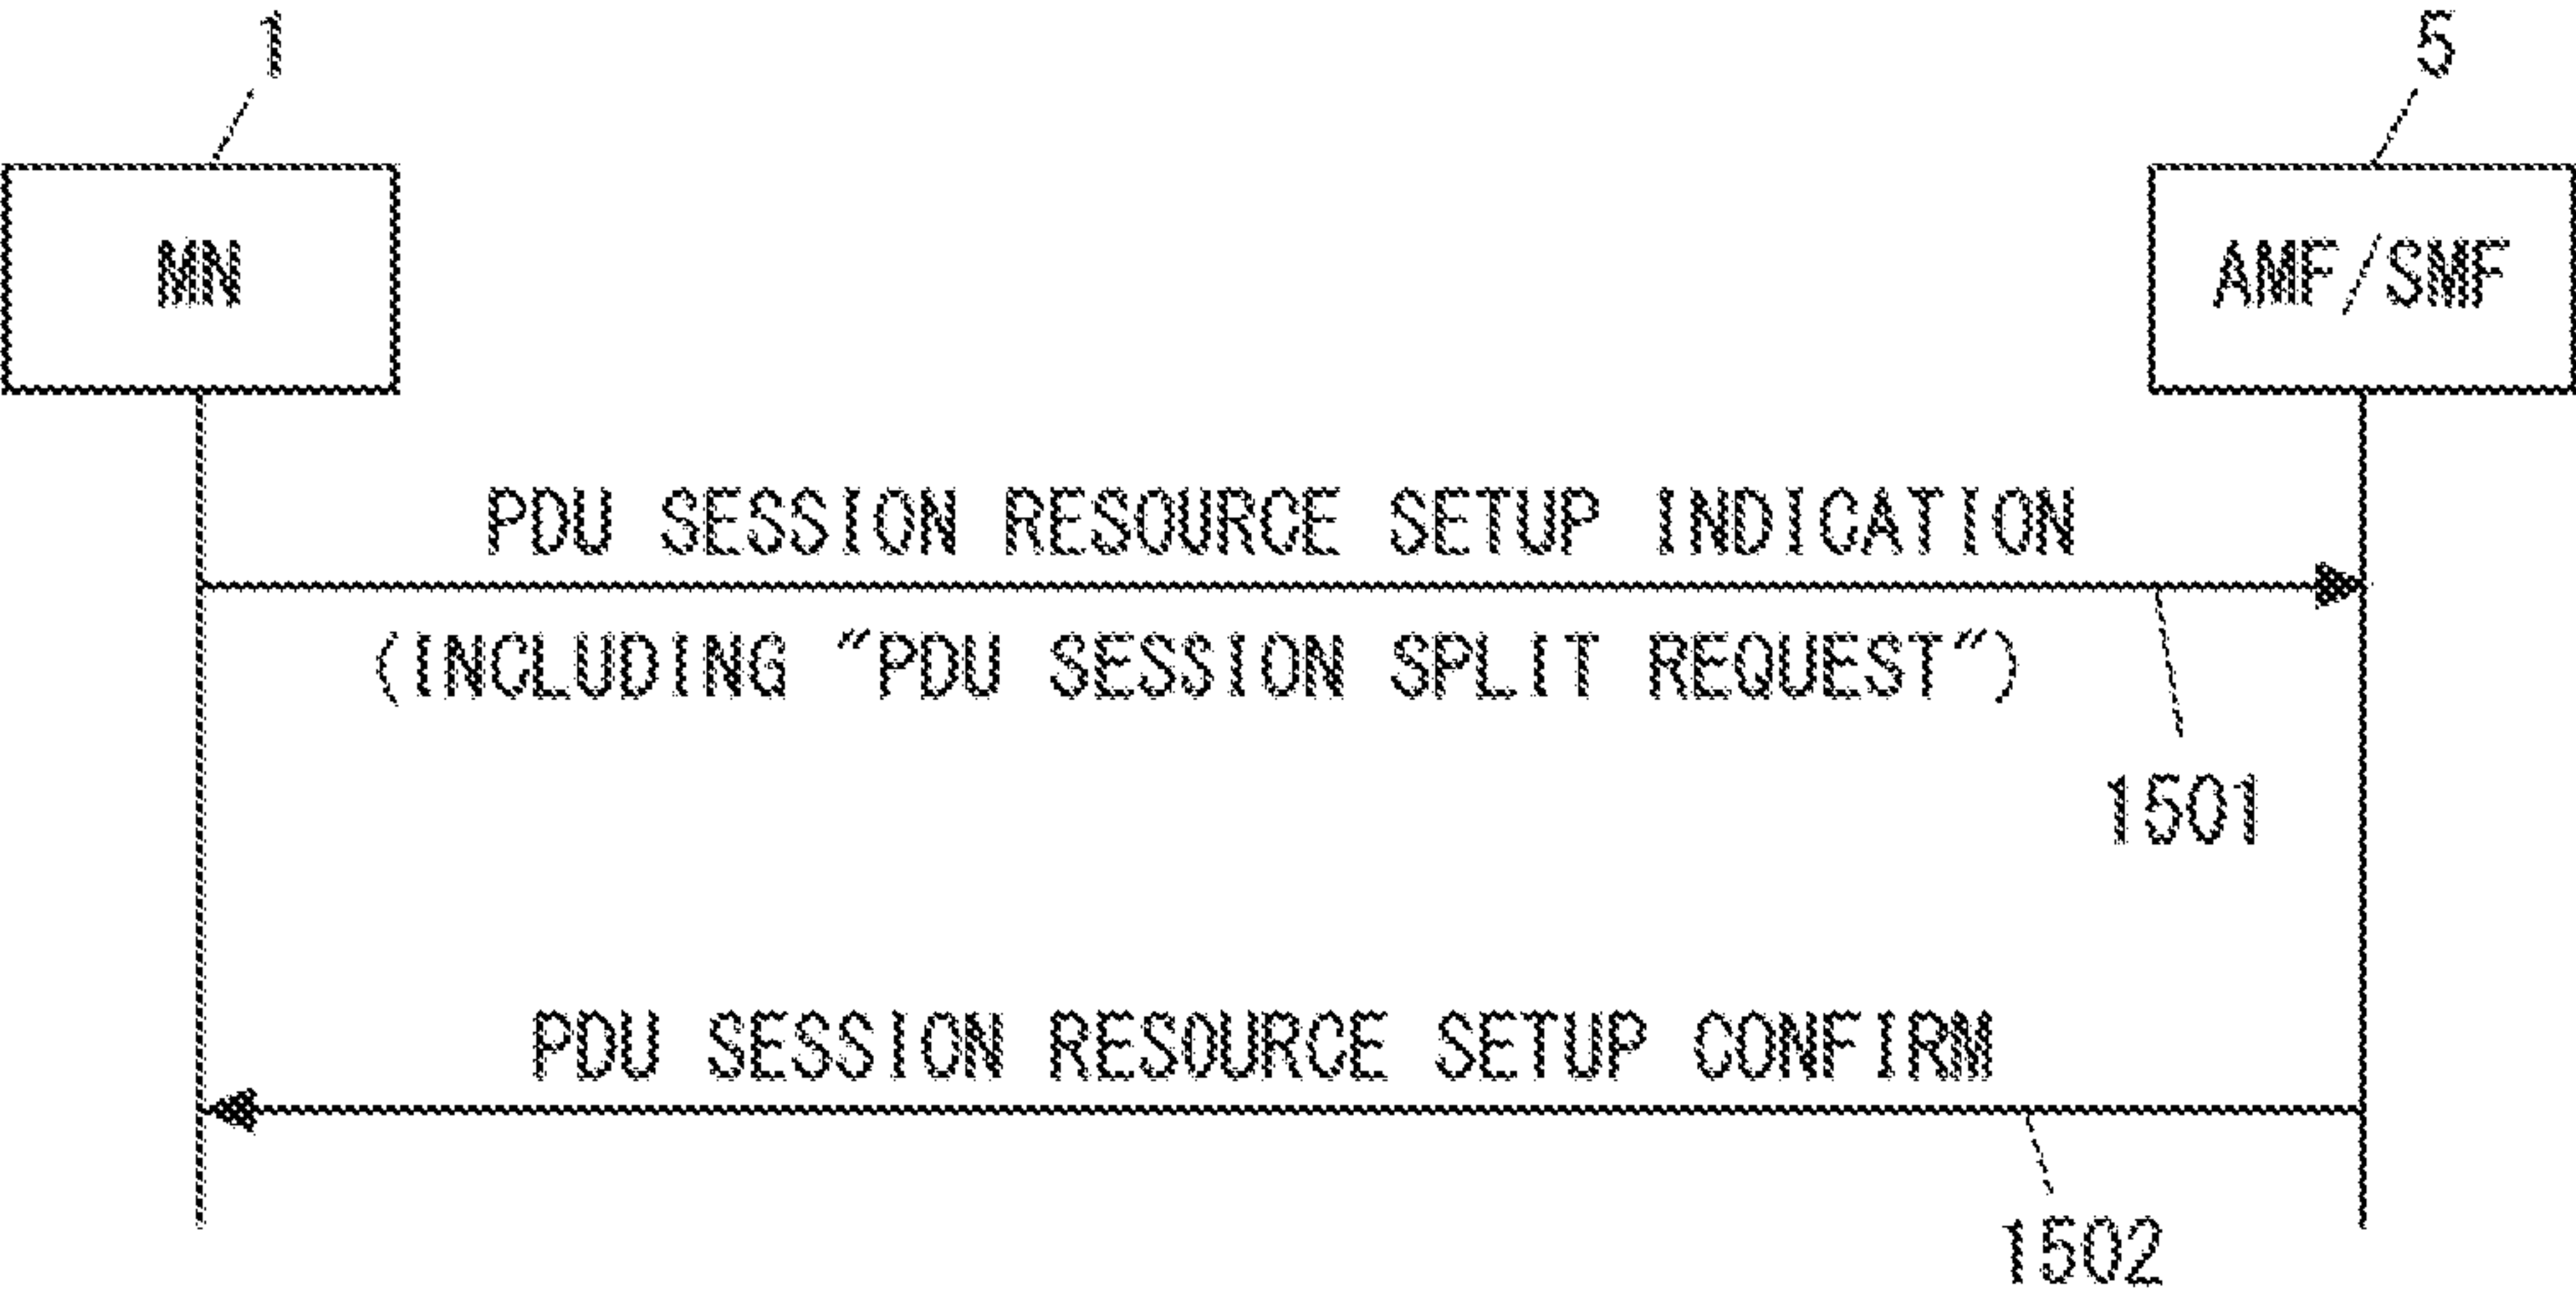 1
5
MN
AMF/SMF
PDU SESSION RESOURCE SETUP INDICATION
(INCLUDING "PDU SESSION SPLIT REQUEST")
1501
PDU SESSION RESOURCE SETUP CONFIRM
1502